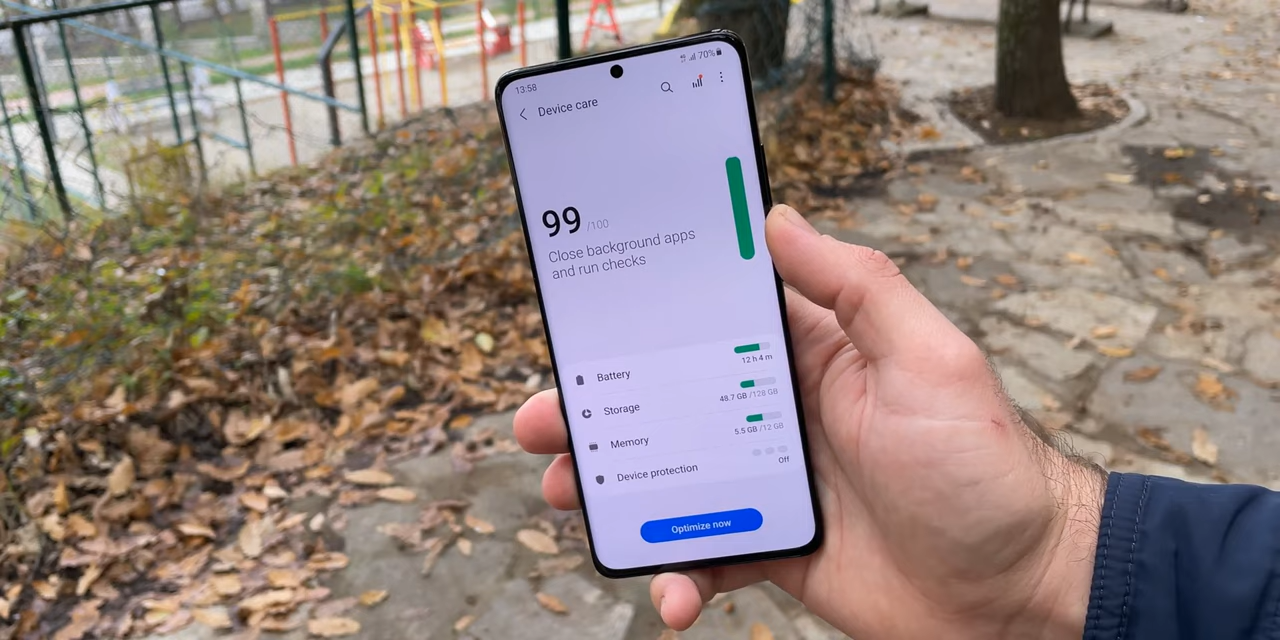 13:58
70%
Device care
99 /100
Close background apps
and run checks
Battery
12 h 4 m
Storage
48.7 GB /128 GB
Memory
5.5 GB /12 GB
Device protection
Off
Optimize now